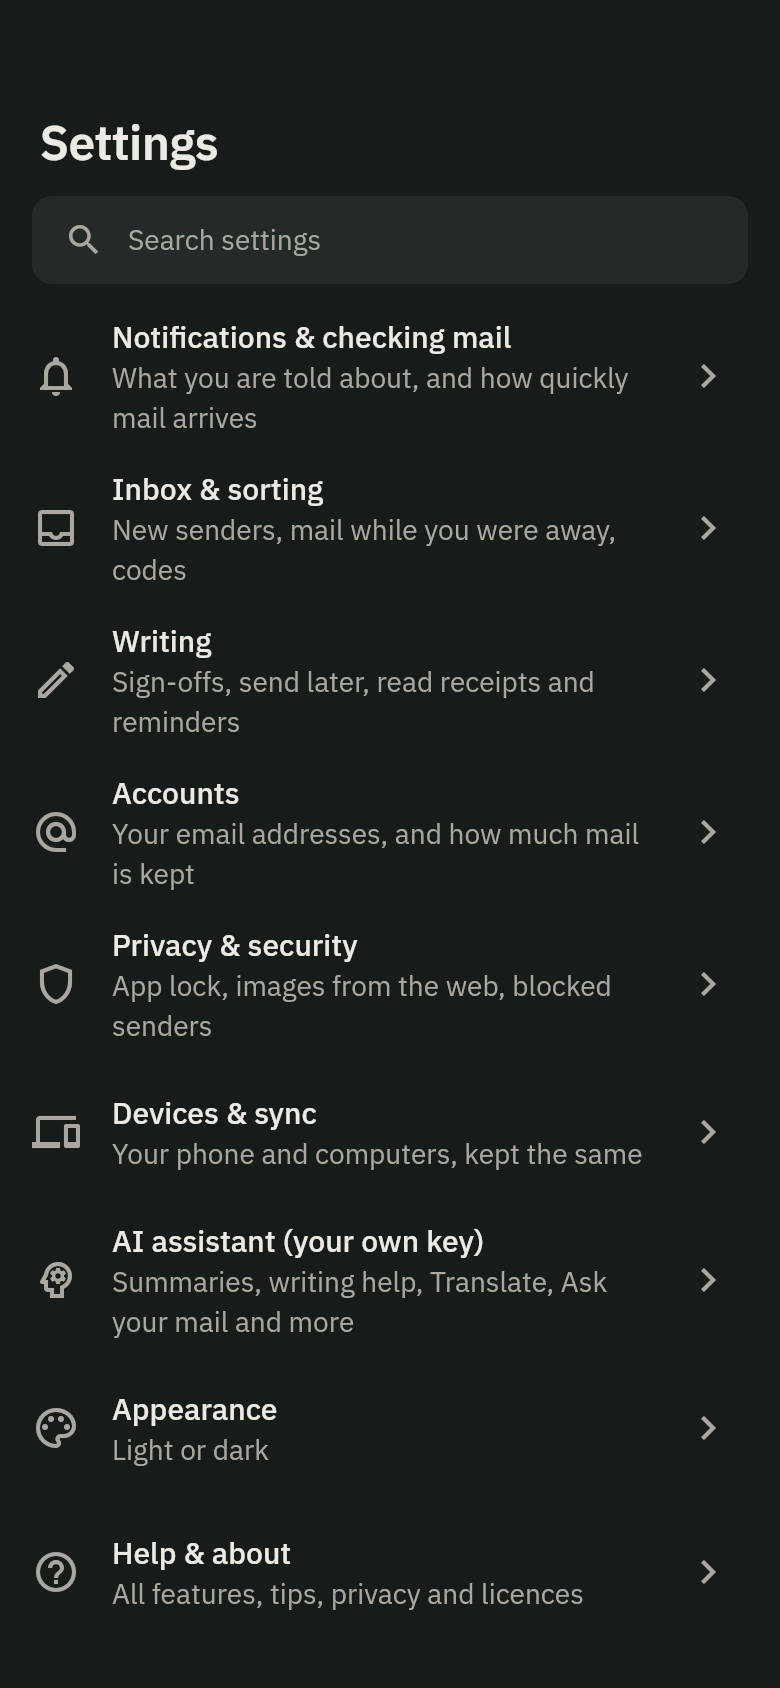 Settings
Search settings
Notifications & checking mail
What you are told about, and how quickly
mail arrives
Inbox & sorting
New senders, mail while you were away,
codes
Writing
Sign-offs, send later, read receipts and
reminders
Accounts
Your email addresses, and how much mail
is kept
Privacy & security
App lock, images from the web, blocked
senders
Devices & sync
Your phone and computers, kept the same
AI assistant (your own key)
Summaries, writing help, Translate, Ask
your mail and more
Appearance
Light or dark
Help & about
All features, tips, privacy and licences